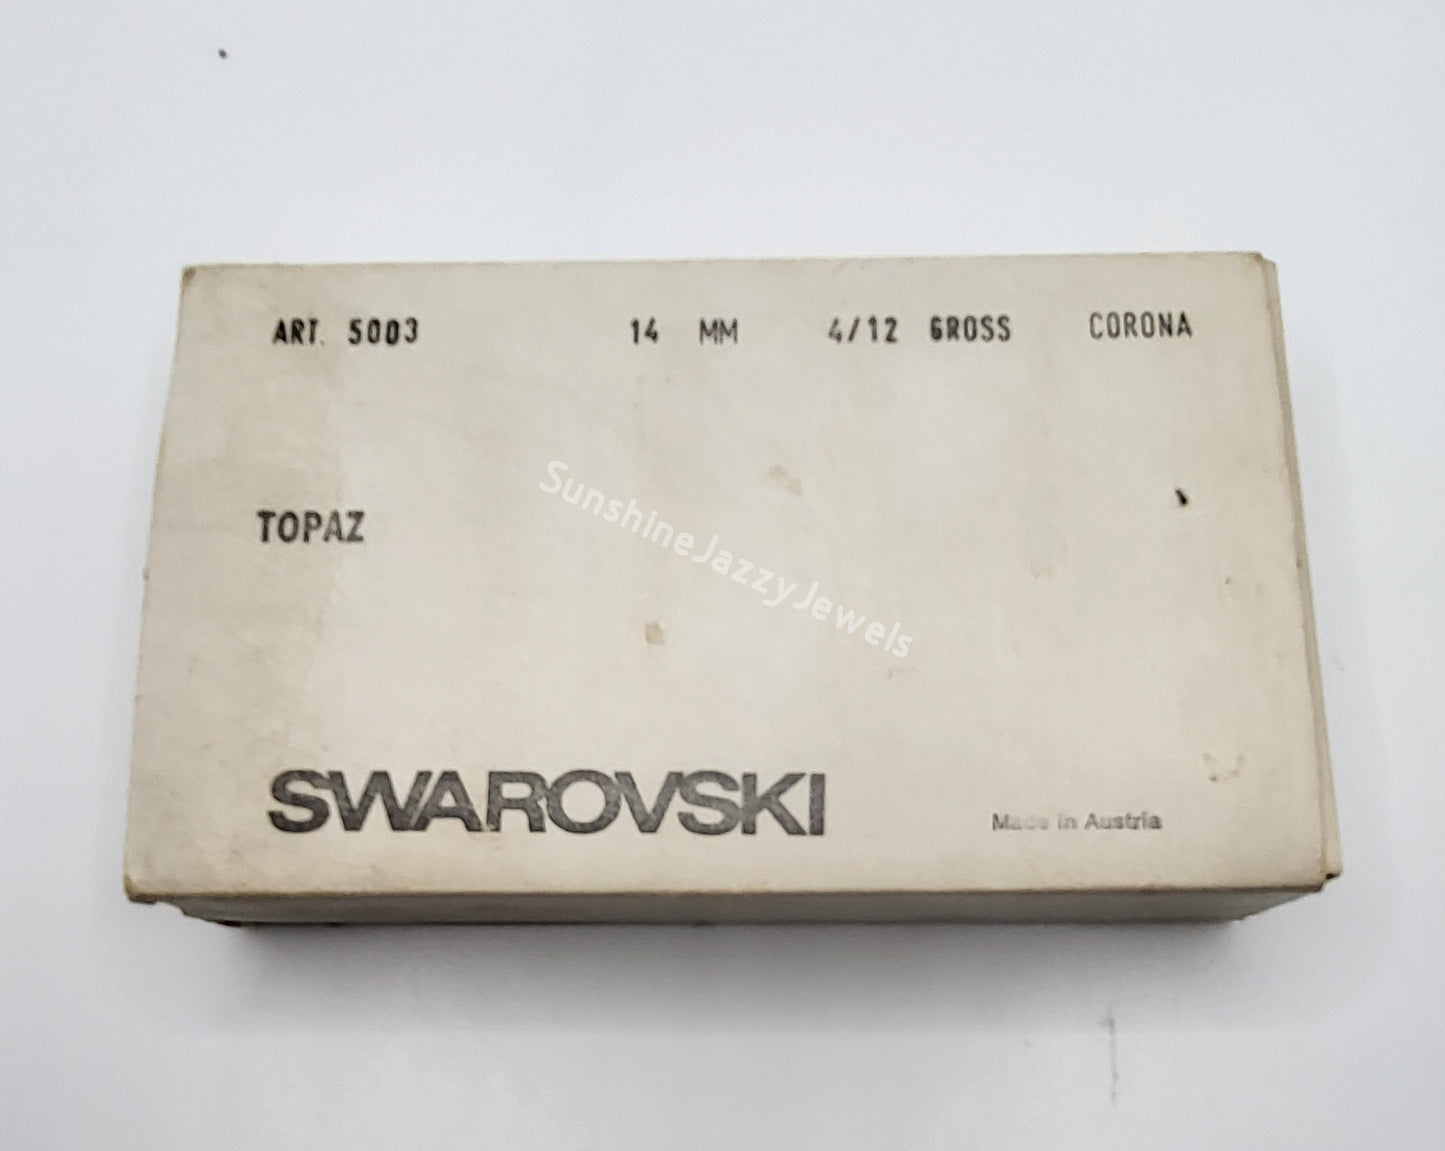 ART. 5003 14 MM 4/12 GROSS CORONA
TOPAZ
SunshineJazzyJewels
SWAROVSKI
Made in Austria